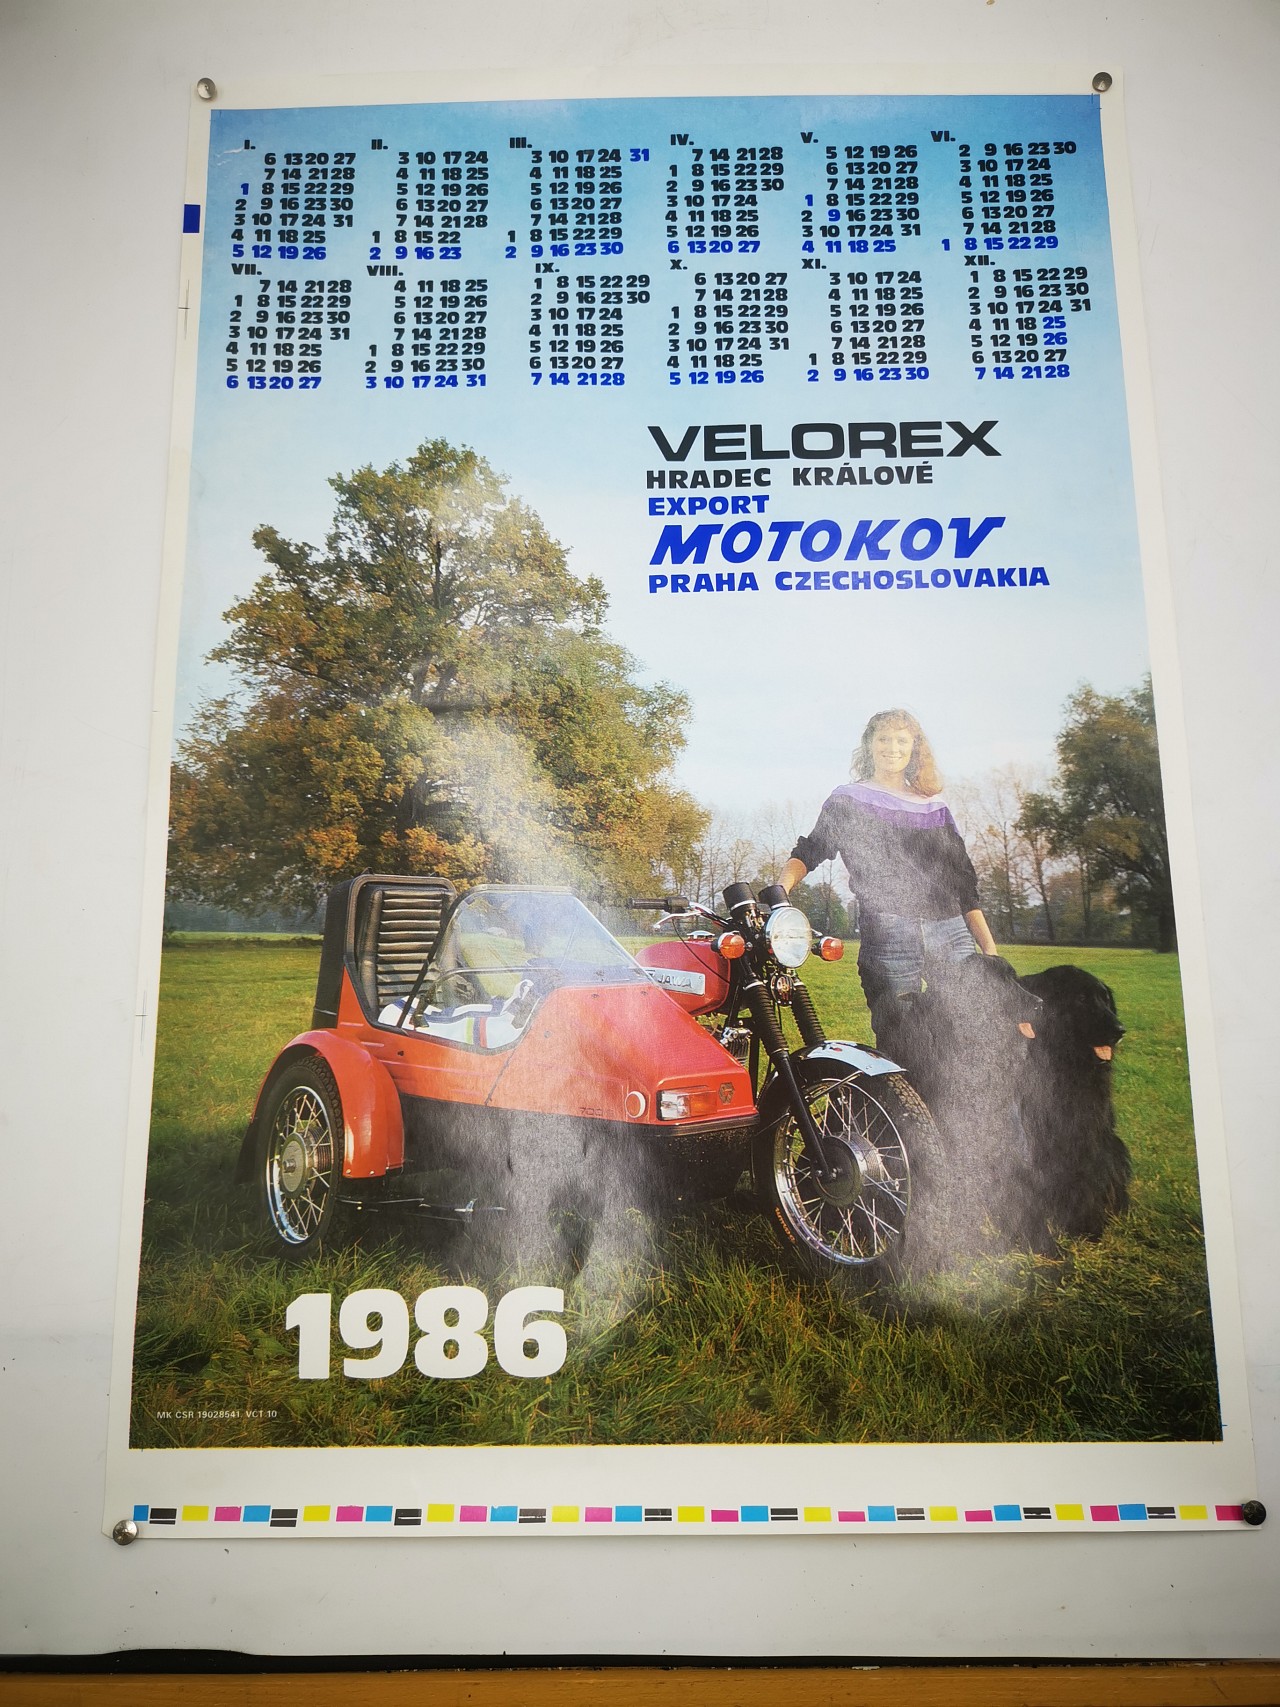 I. II. III. IV. V. VI.
6 13 20 27 3 10 17 24 3 10 17 24 31 7 14 21 28 5 12 19 26 2 9 16 23 30
7 14 21 28 4 11 18 25 4 11 18 25 1 8 15 22 29 6 13 20 27 3 10 17 24
1 8 15 22 29 5 12 19 26 5 12 19 26 2 9 16 23 30 7 14 21 28 4 11 18 25
2 9 16 23 30 6 13 20 27 6 13 20 27 3 10 17 24 1 8 15 22 29 5 12 19 26
3 10 17 24 31 7 14 21 28 7 14 21 28 4 11 18 25 2 9 16 23 30 6 13 20 27
4 11 18 25 1 8 15 22 1 8 15 22 29 5 12 19 26 3 10 17 24 31 7 14 21 28
5 12 19 26 2 9 16 23 2 9 16 23 30 6 13 20 27 4 11 18 25 1 8 15 22 29
VII. VIII. IX. X. XI. XII.
7 14 21 28 4 11 18 25 1 8 15 22 29 6 13 20 27 3 10 17 24 1 8 15 22 29
1 8 15 22 29 5 12 19 26 2 9 16 23 30 7 14 21 28 4 11 18 25 2 9 16 23 30
2 9 16 23 30 6 13 20 27 3 10 17 24 1 8 15 22 29 5 12 19 26 3 10 17 24 31
3 10 17 24 31 7 14 21 28 4 11 18 25 2 9 16 23 30 6 13 20 27 4 11 18 25
4 11 18 25 1 8 15 22 29 5 12 19 26 3 10 17 24 31 7 14 21 28 5 12 19 26
5 12 19 26 2 9 16 23 30 6 13 20 27 4 11 18 25 1 8 15 22 29 6 13 20 27
6 13 20 27 3 10 17 24 31 7 14 21 28 5 12 19 26 2 9 16 23 30 7 14 21 28
VELOREX
HRADEC KRÁLOVÉ
EXPORT
MOTOKOV
PRAHA CZECHOSLOVAKIA
JAWA
700
1986
MK ČSR 19028541 VCT 10